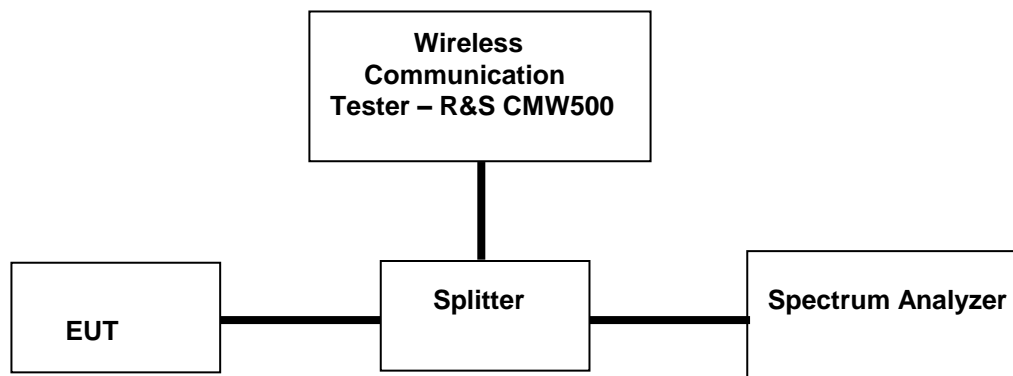 Wireless
Communication
Tester – R&S CMW500
Splitter
Spectrum Analyzer
EUT